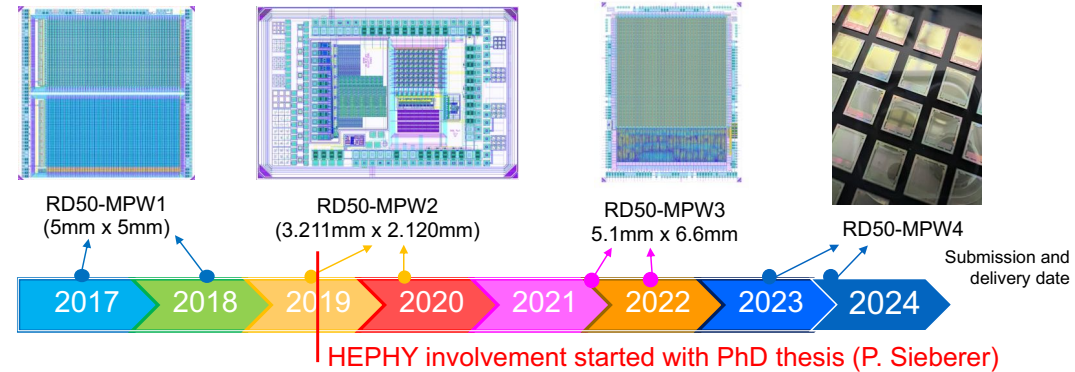 RD50-MPW1
(5mm x 5mm)
RD50-MPW2
(3.211mm x 2.120mm)
RD50-MPW3
5.1mm x 6.6mm
RD50-MPW4
Submission and
delivery date
2017
2018
2019
2020
2021
2022
2023
2024
HEPHY involvement started with PhD thesis (P. Sieberer)